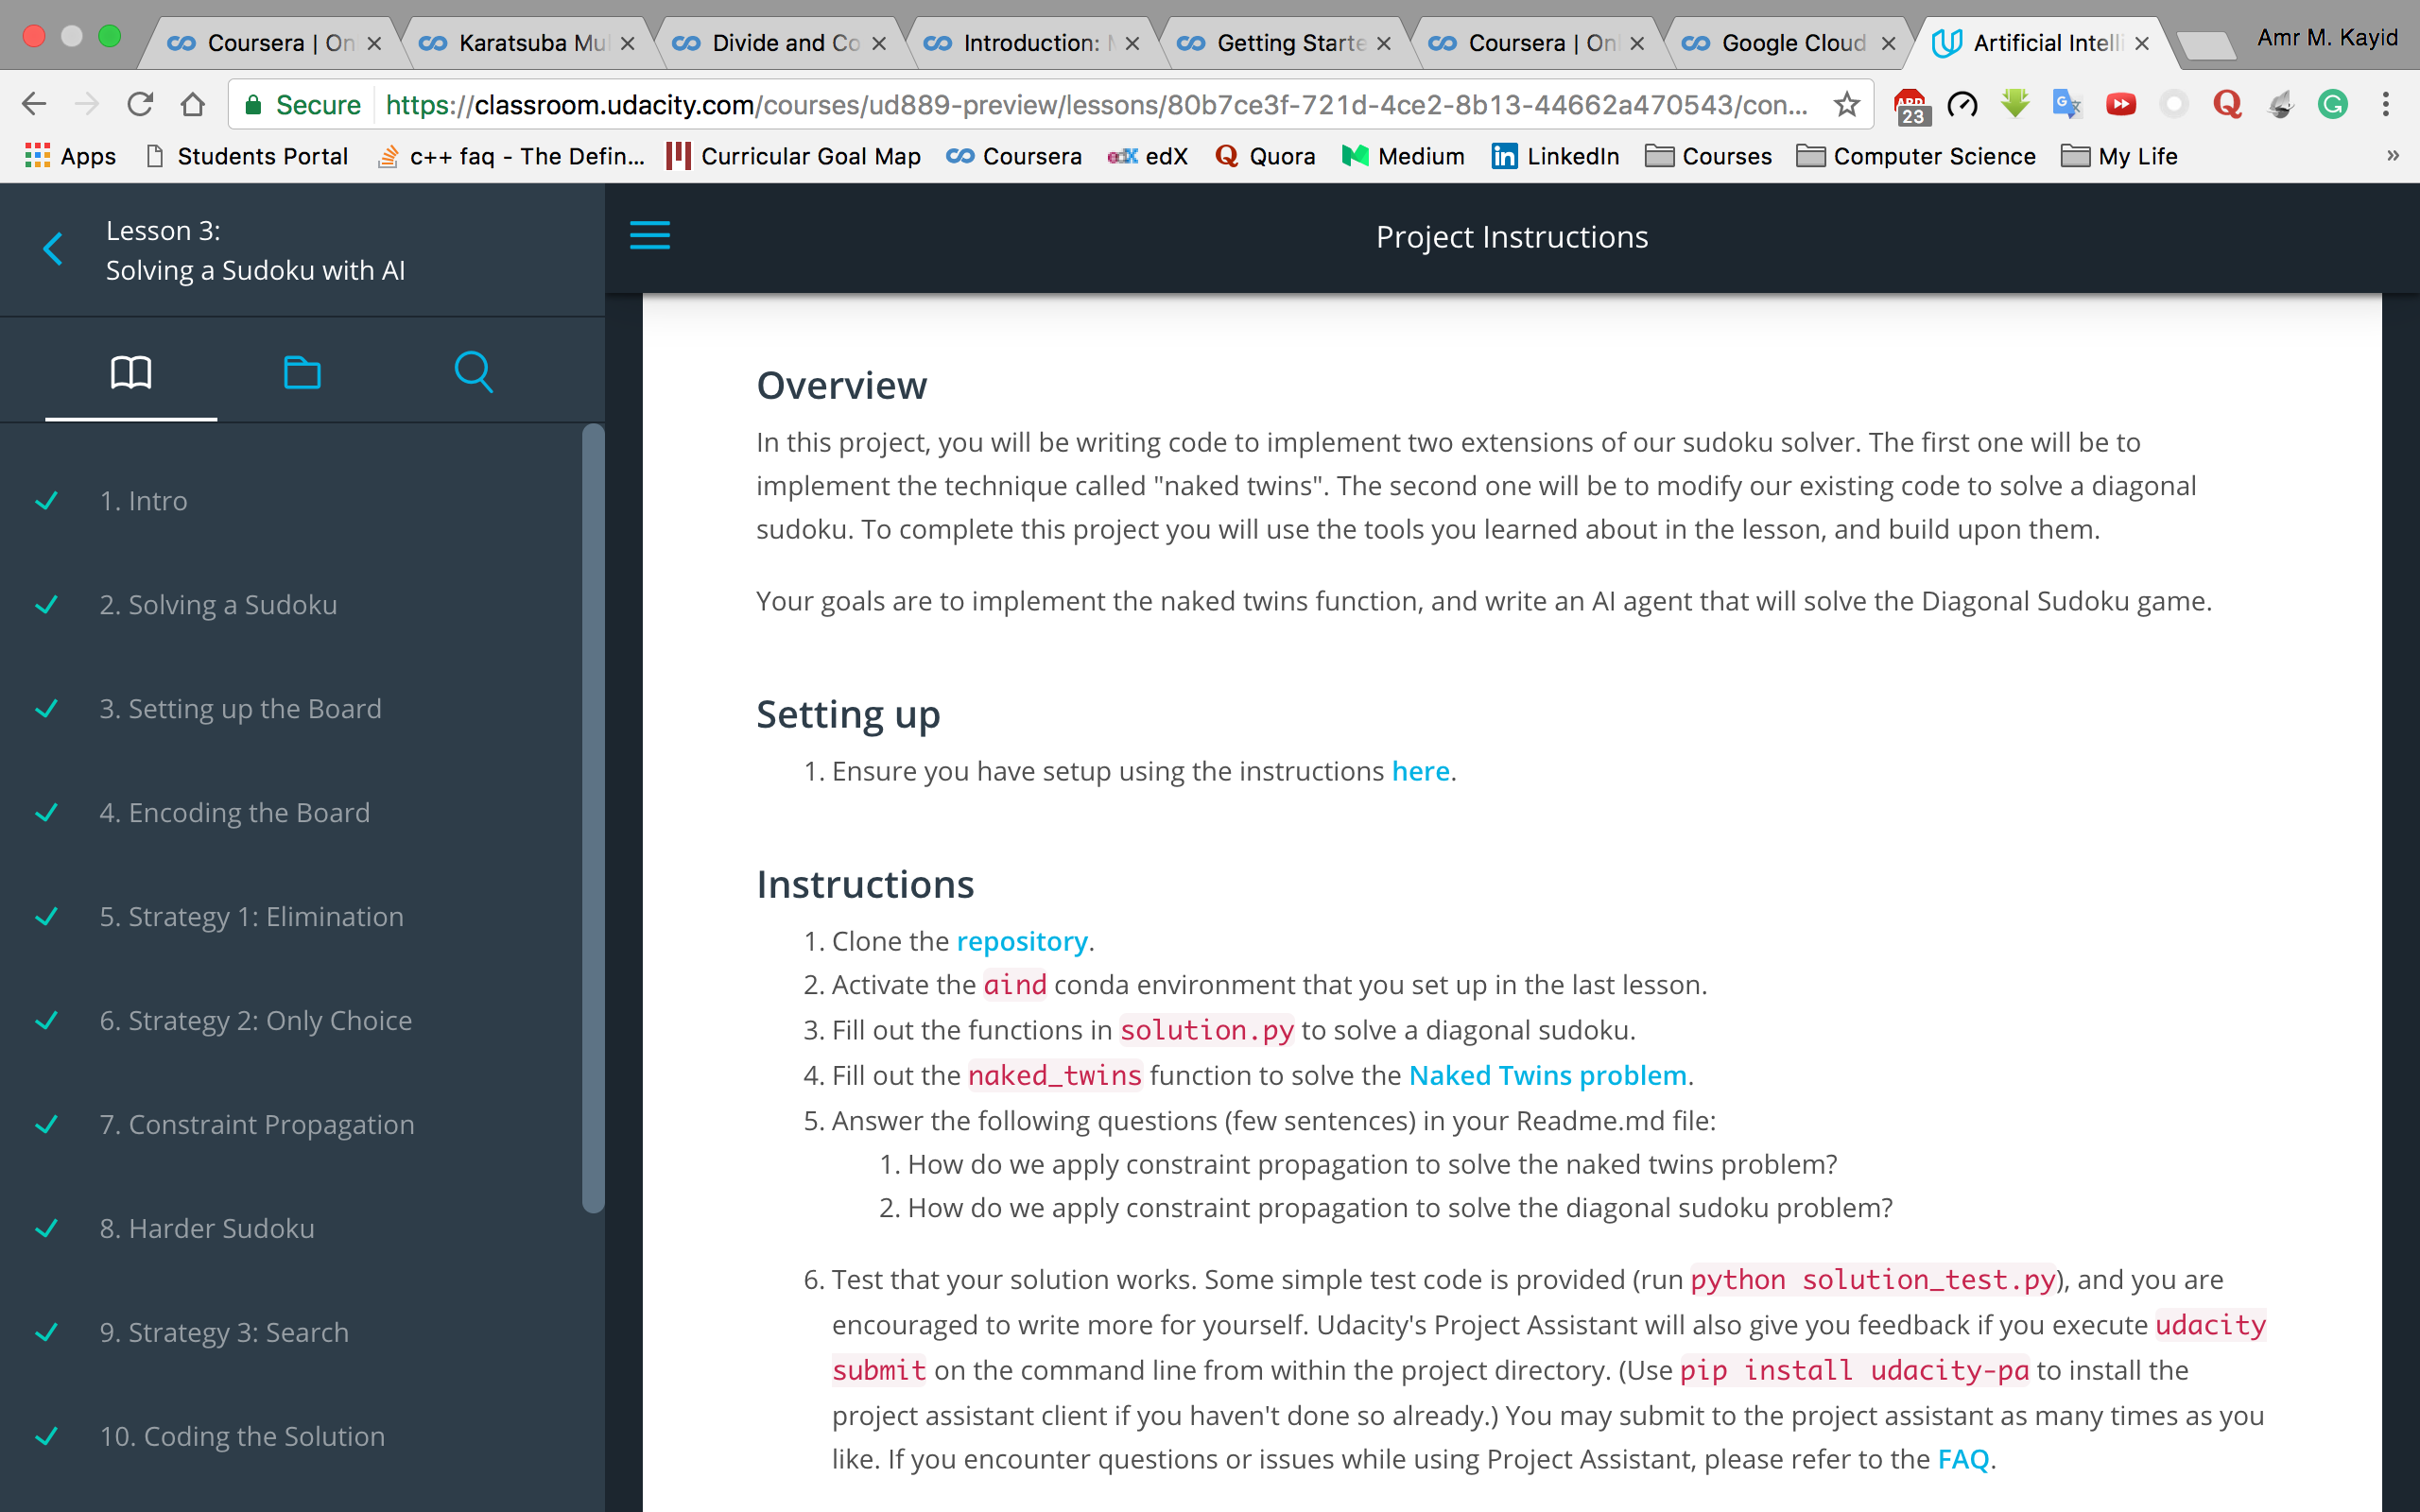 Coursera | On
Karatsuba Mul
Divide and Co
Introduction: M
Getting Starte
Coursera | Onl
Google Cloud
Artificial Intelli
Amr M. Kayid
Secure
https://classroom.udacity.com/courses/ud889-preview/lessons/80b7ce3f-721d-4ce2-8b13-44662a470543/con...
ABP
23
Apps
Students Portal
c++ faq - The Defin...
Curricular Goal Map
Coursera
edX
Quora
Medium
LinkedIn
Courses
Computer Science
My Life
»
Lesson 3:
Solving a Sudoku with AI
1. Intro
2. Solving a Sudoku
3. Setting up the Board
4. Encoding the Board
5. Strategy 1: Elimination
6. Strategy 2: Only Choice
7. Constraint Propagation
8. Harder Sudoku
9. Strategy 3: Search
10. Coding the Solution
Project Instructions
Overview
In this project, you will be writing code to implement two extensions of our sudoku solver. The first one will be to
implement the technique called "naked twins". The second one will be to modify our existing code to solve a diagonal
sudoku. To complete this project you will use the tools you learned about in the lesson, and build upon them.
Your goals are to implement the naked twins function, and write an AI agent that will solve the Diagonal Sudoku game.
Setting up
1. Ensure you have setup using the instructions here.
Instructions
1. Clone the repository.
2. Activate the aind conda environment that you set up in the last lesson.
3. Fill out the functions in solution.py to solve a diagonal sudoku.
4. Fill out the naked_twins function to solve the Naked Twins problem.
5. Answer the following questions (few sentences) in your Readme.md file:
1. How do we apply constraint propagation to solve the naked twins problem?
2. How do we apply constraint propagation to solve the diagonal sudoku problem?
6. Test that your solution works. Some simple test code is provided (run python solution_test.py), and you are
encouraged to write more for yourself. Udacity's Project Assistant will also give you feedback if you execute udacity
submit on the command line from within the project directory. (Use pip install udacity-pa to install the
project assistant client if you haven't done so already.) You may submit to the project assistant as many times as you
like. If you encounter questions or issues while using Project Assistant, please refer to the FAQ.